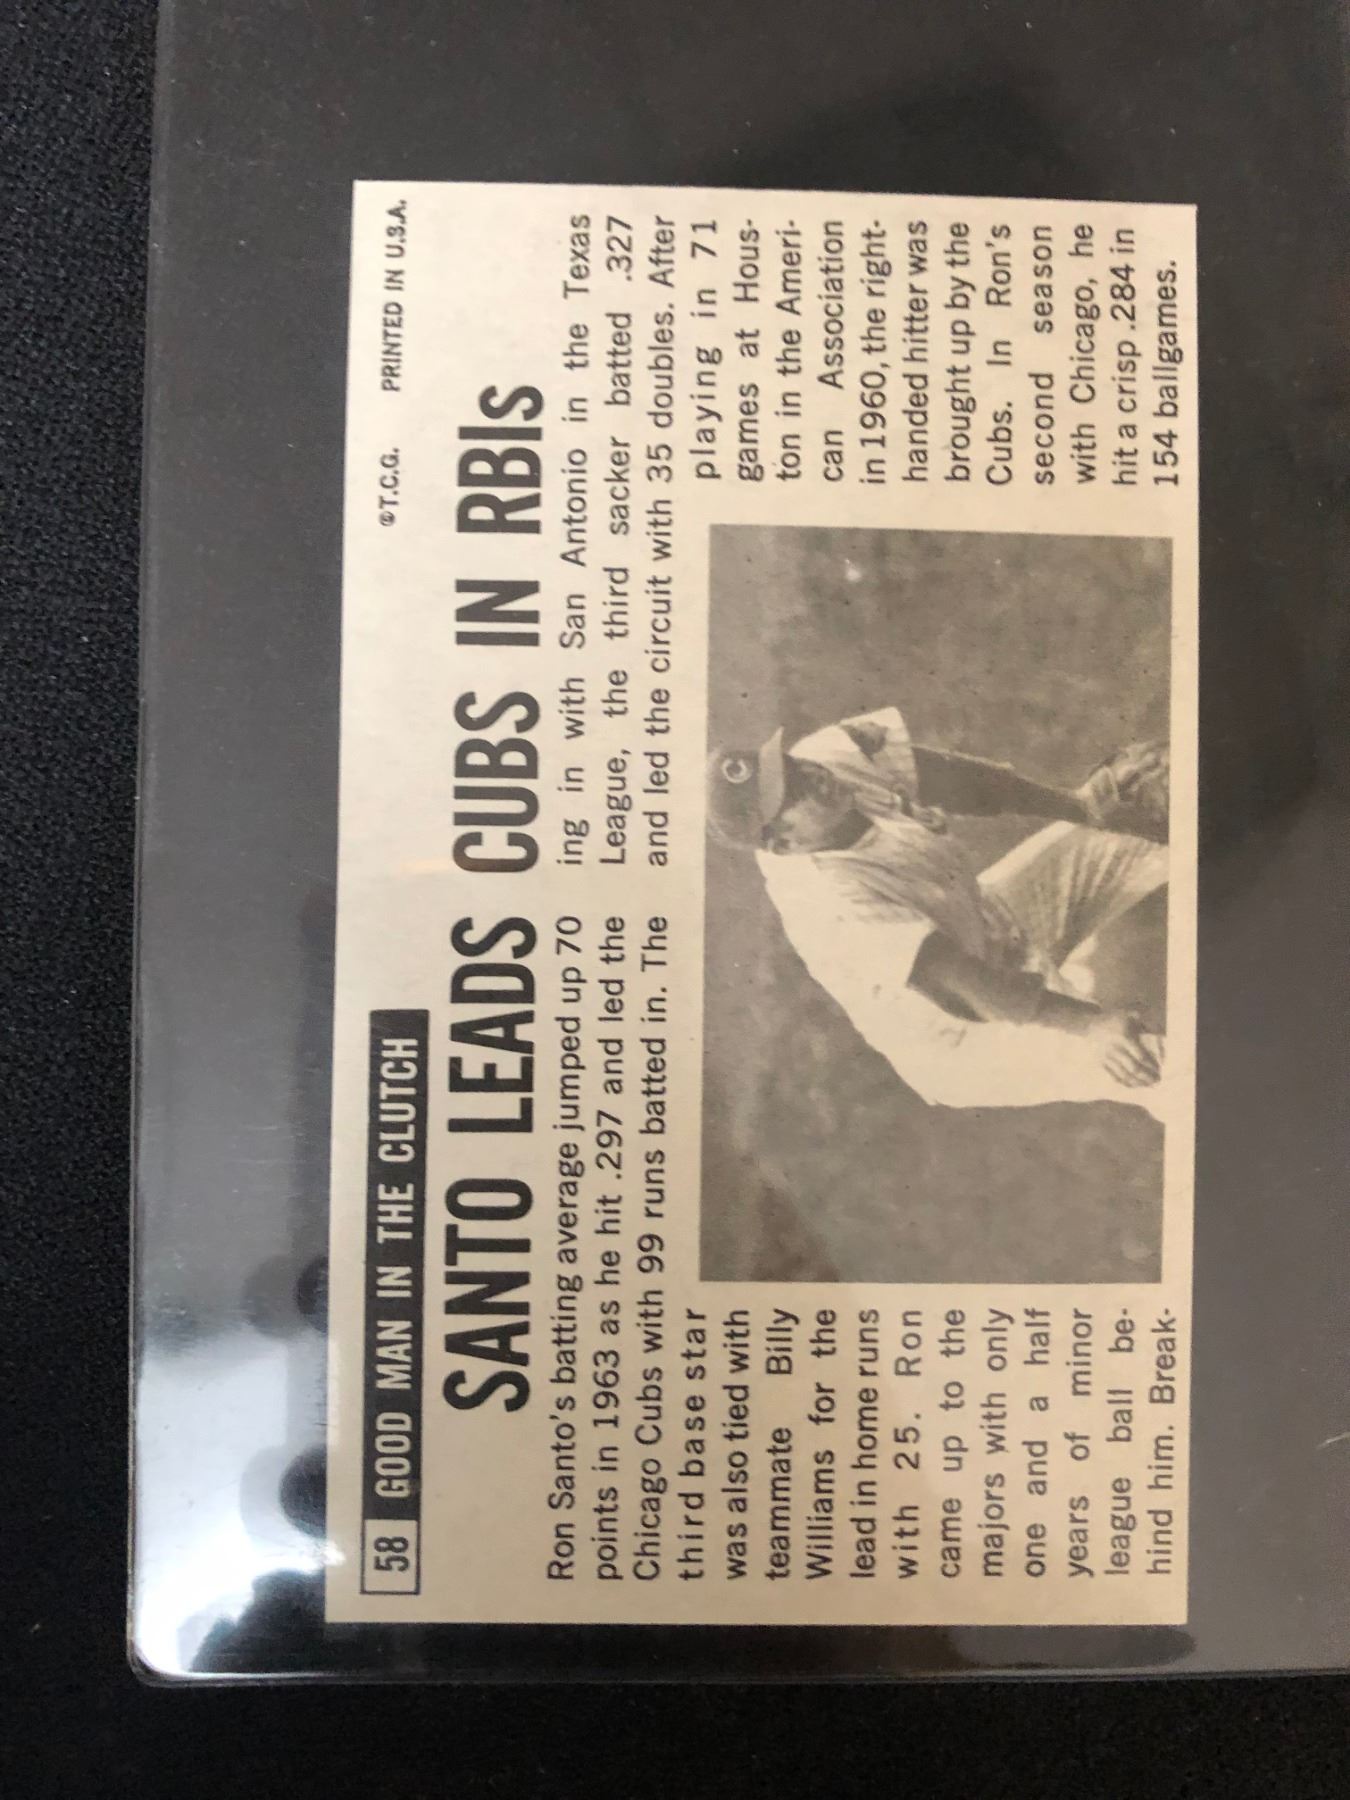 58 GOOD MAN IN THE CLUTCH ©T.C.G. PRINTED IN U.S.A.
SANTO LEADS CUBS IN RBIs
Ron Santo's batting average jumped up 70
points in 1963 as he hit .297 and led the
Chicago Cubs with 99 runs batted in. The
third base star
was also tied with
teammate Billy
Williams for the
lead in home runs
with 25. Ron
came up to the
majors with only
one and a half
years of minor
league ball be-
hind him. Break-
ing in with San Antonio in the Texas
League, the third sacker batted .327
and led the circuit with 35 doubles. After
playing in 71
games at Hous-
ton in the Ameri-
can Association
in 1960, the right-
handed hitter was
brought up by the
Cubs. In Ron's
second season
with Chicago, he
hit a crisp .284 in
154 ballgames.
C